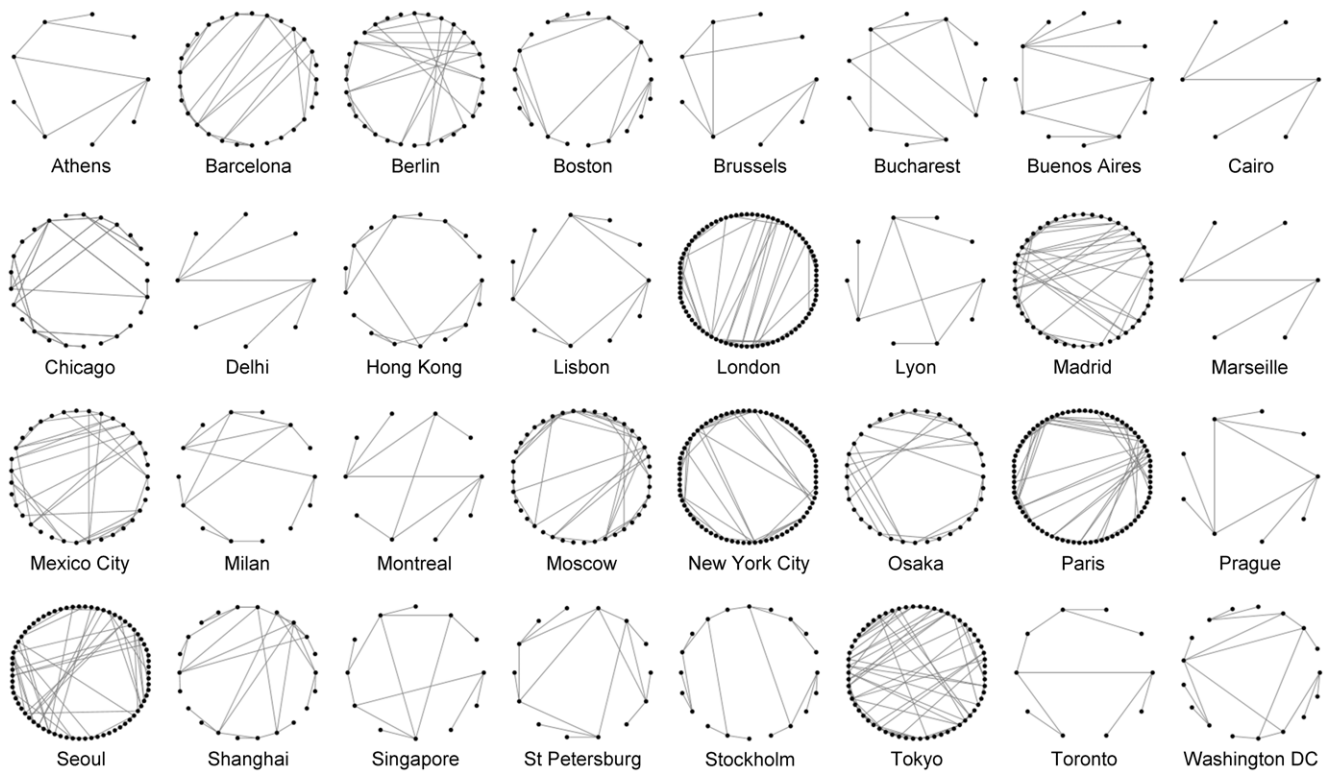 Athens Barcelona Berlin Boston Brussels Bucharest Buenos Aires Cairo
Chicago Delhi Hong Kong Lisbon London Lyon Madrid Marseille
Mexico City Milan Montreal Moscow New York City Osaka Paris Prague
Seoul Shanghai Singapore St Petersburg Stockholm Tokyo Toronto Washington DC